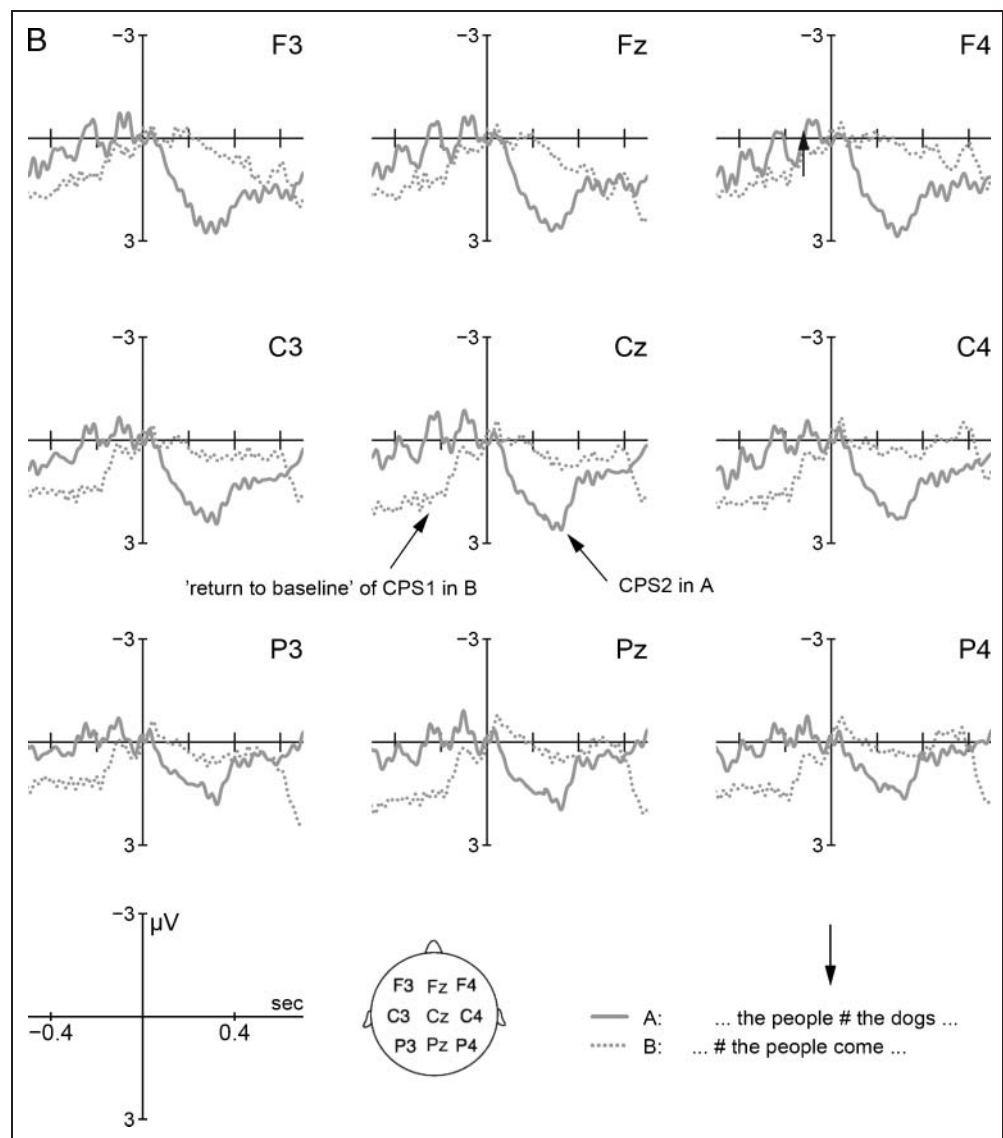 B F3 Fz F4
−3 −3 −3
3 3 3
C3 Cz C4
−3 −3 −3
3 3 3
'return to baseline' of CPS1 in B CPS2 in A
P3 Pz P4
−3 −3 −3
3 3 3
−3
µV
sec
−0.4 0.4
3
F3 Fz F4
C3 Cz C4
P3 Pz P4
A: ... the people # the dogs ...
B: ... # the people come ...